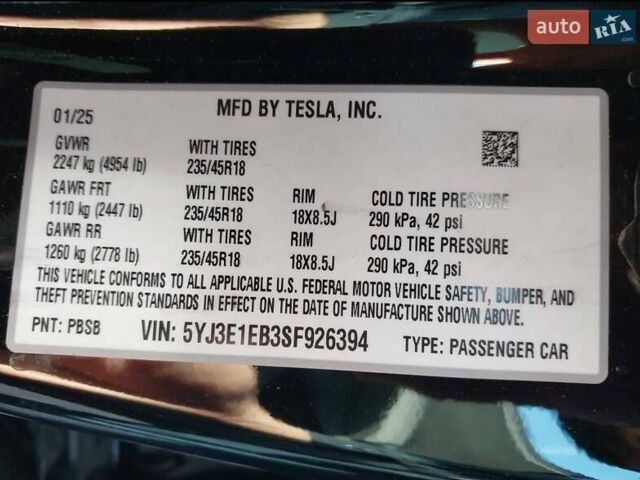 auto RIA.com
01/25 MFD BY TESLA, INC.
GVWR WITH TIRES
2247 kg (4954 lb) 235/45R18
GAWR FRT WITH TIRES RIM COLD TIRE PRESSURE
1110 kg (2447 lb) 235/45R18 18X8.5J 290 kPa, 42 psi
GAWR RR WITH TIRES RIM COLD TIRE PRESSURE
1260 kg (2778 lb) 235/45R18 18X8.5J 290 kPa, 42 psi
THIS VEHICLE CONFORMS TO ALL APPLICABLE U.S. FEDERAL MOTOR VEHICLE SAFETY, BUMPER, AND
THEFT PREVENTION STANDARDS IN EFFECT ON THE DATE OF MANUFACTURE SHOWN ABOVE.
PNT: PBSB VIN: 5YJ3E1EB3SF926394 TYPE: PASSENGER CAR